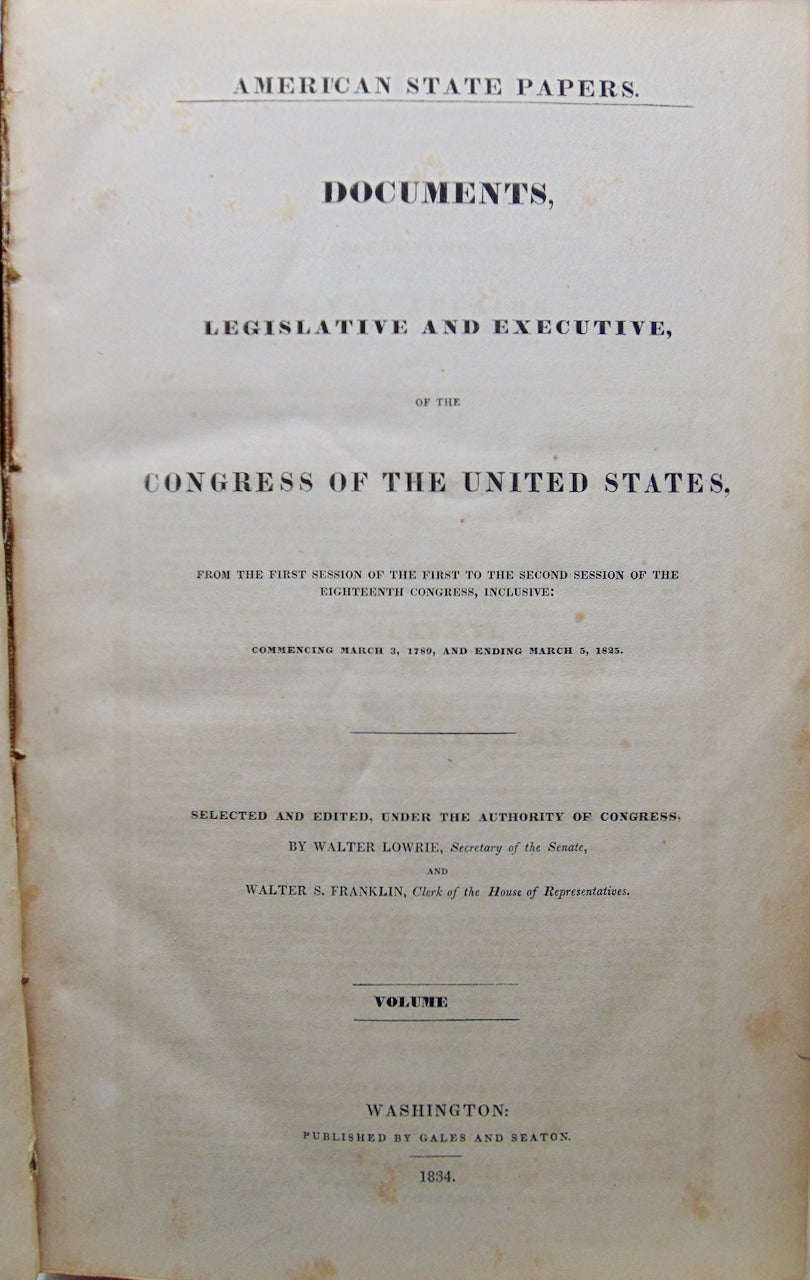 AMERICAN STATE PAPERS.
DOCUMENTS,
LEGISLATIVE AND EXECUTIVE,
OF THE
CONGRESS OF THE UNITED STATES,
FROM THE FIRST SESSION OF THE FIRST TO THE SECOND SESSION OF THE
EIGHTEENTH CONGRESS, INCLUSIVE:
COMMENCING MARCH 3, 1789, AND ENDING MARCH 5, 1825.
SELECTED AND EDITED, UNDER THE AUTHORITY OF CONGRESS,
BY WALTER LOWRIE, Secretary of the Senate,
AND
WALTER S. FRANKLIN, Clerk of the House of Representatives.
VOLUME
WASHINGTON:
PUBLISHED BY GALES AND SEATON.
1834.